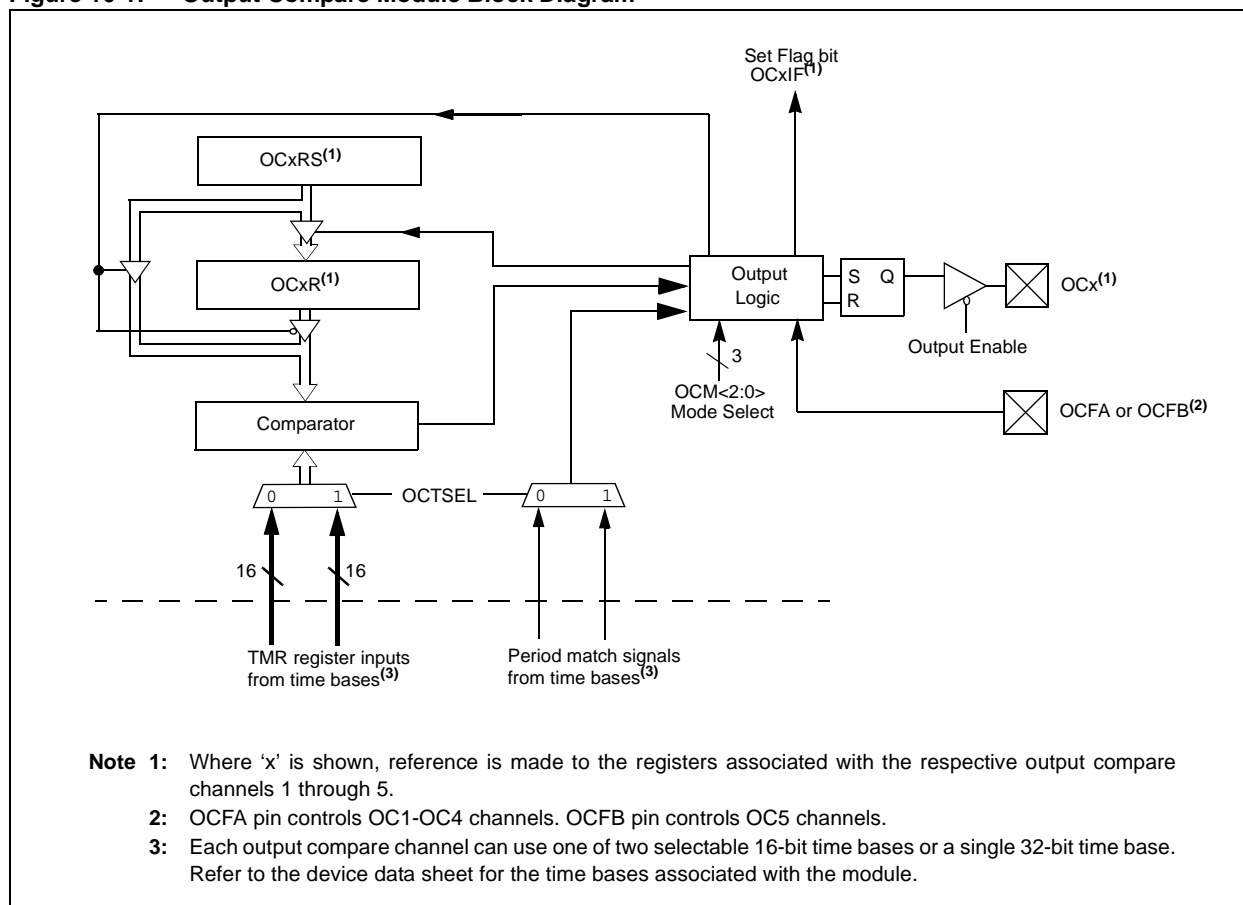 Set Flag bit
OCxIF(1)
OCxRS(1)
OCxR(1)
Output
Logic
S Q
R
OCx(1)
Output Enable
3
OCM<2:0>
Mode Select
OCFA or OCFB(2)
Comparator
0 1
OCTSEL
0 1
16
16
TMR register inputs
from time bases(3)
Period match signals
from time bases(3)
Note 1: Where ‘x’ is shown, reference is made to the registers associated with the respective output compare
channels 1 through 5.
2: OCFA pin controls OC1-OC4 channels. OCFB pin controls OC5 channels.
3: Each output compare channel can use one of two selectable 16-bit time bases or a single 32-bit time base.
Refer to the device data sheet for the time bases associated with the module.